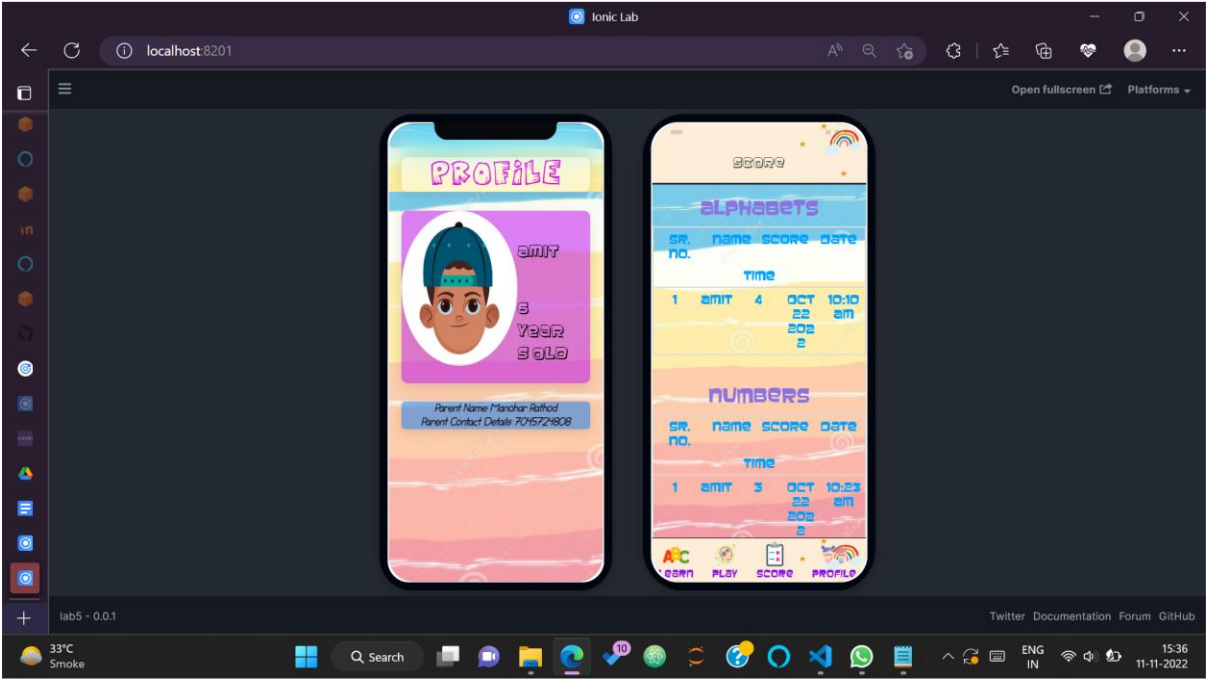 Ionic Lab
localhost:8201
Open fullscreen Platforms
PROFILE
AMIT
6
Year
s old
Parent Name Manohar Rathod
Parent Contact Details 7045724808
SCORE
ALPHABETS
SR. NAME SCORE DATE
NO.
TIME
1 AMIT 4 OCT 10:10
22 AM
202
2
NUMBERS
SR. NAME SCORE DATE
NO.
TIME
1 AMIT 3 OCT 10:23
22 AM
202
2
ABC
PLAY SCORE PROFILE
lab5 - 0.0.1
Twitter Documentation Forum GitHub
33°C
Smoke
Search
10
ENG
IN
15:36
11-11-2022